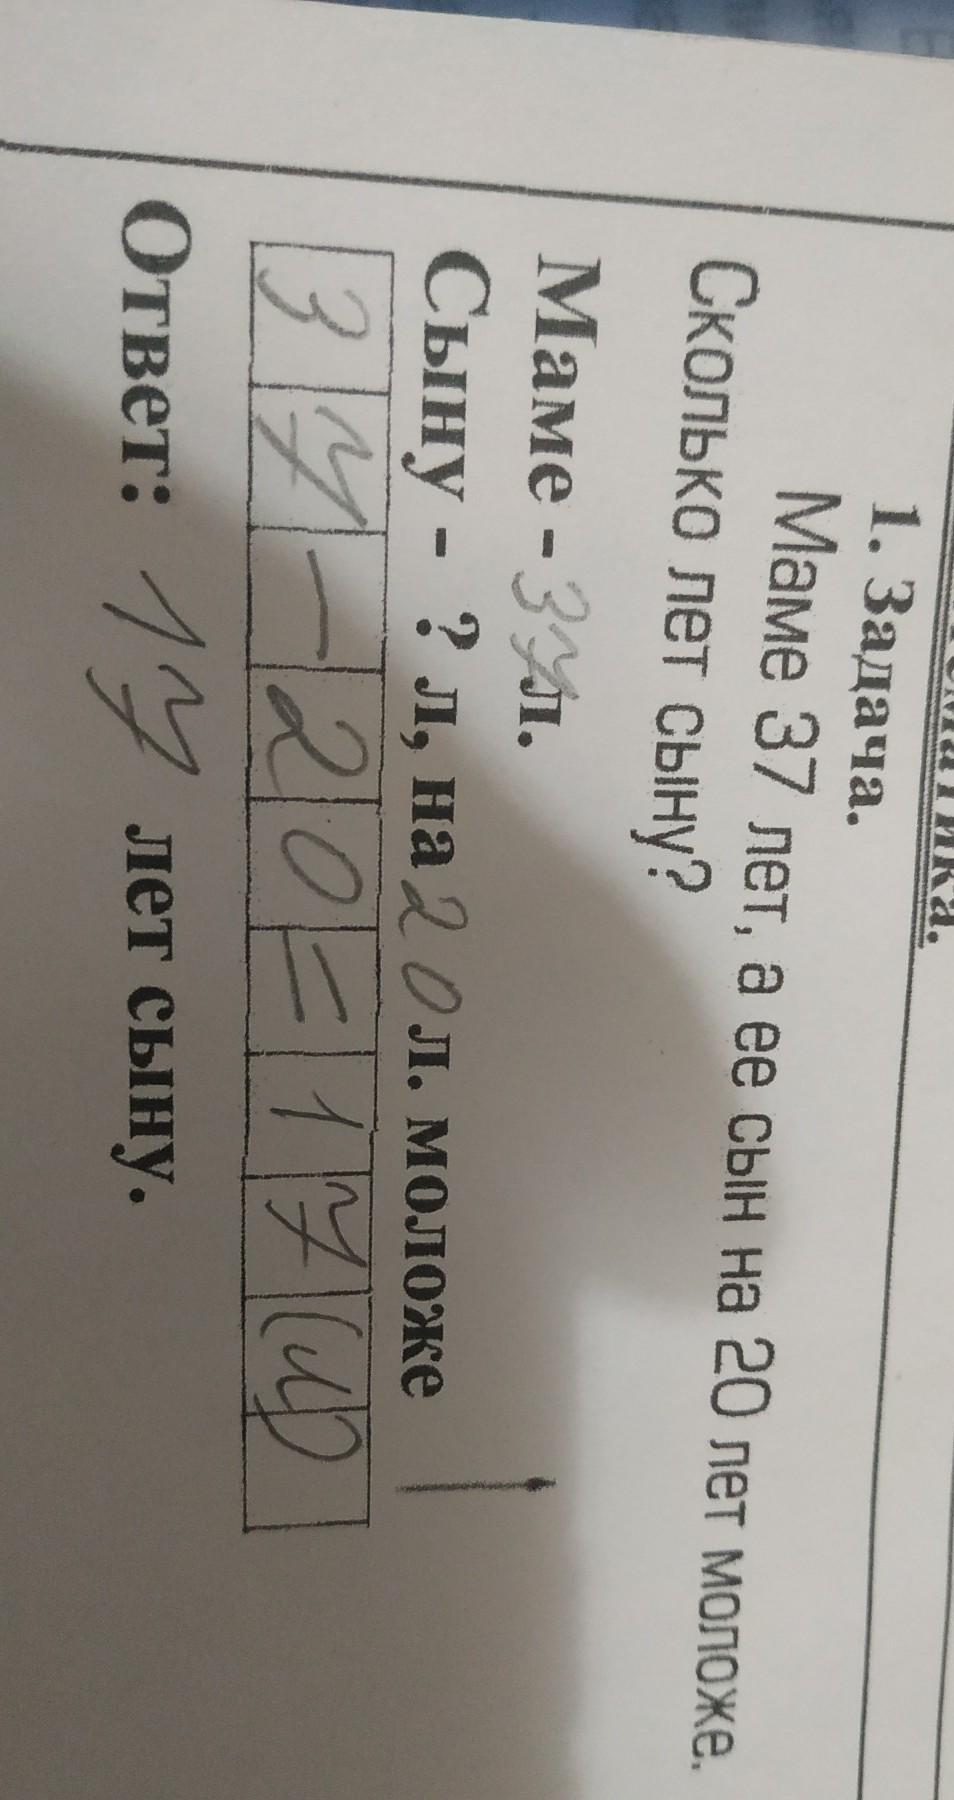 1. Задача.
Маме 37 лет, а ее сын на 20 лет моложе.
Сколько лет сыну?
Маме - 37 л.
Сыну - ? л, на 20 л. моложе
37-20=17(л)
Ответ: 17 лет сыну.